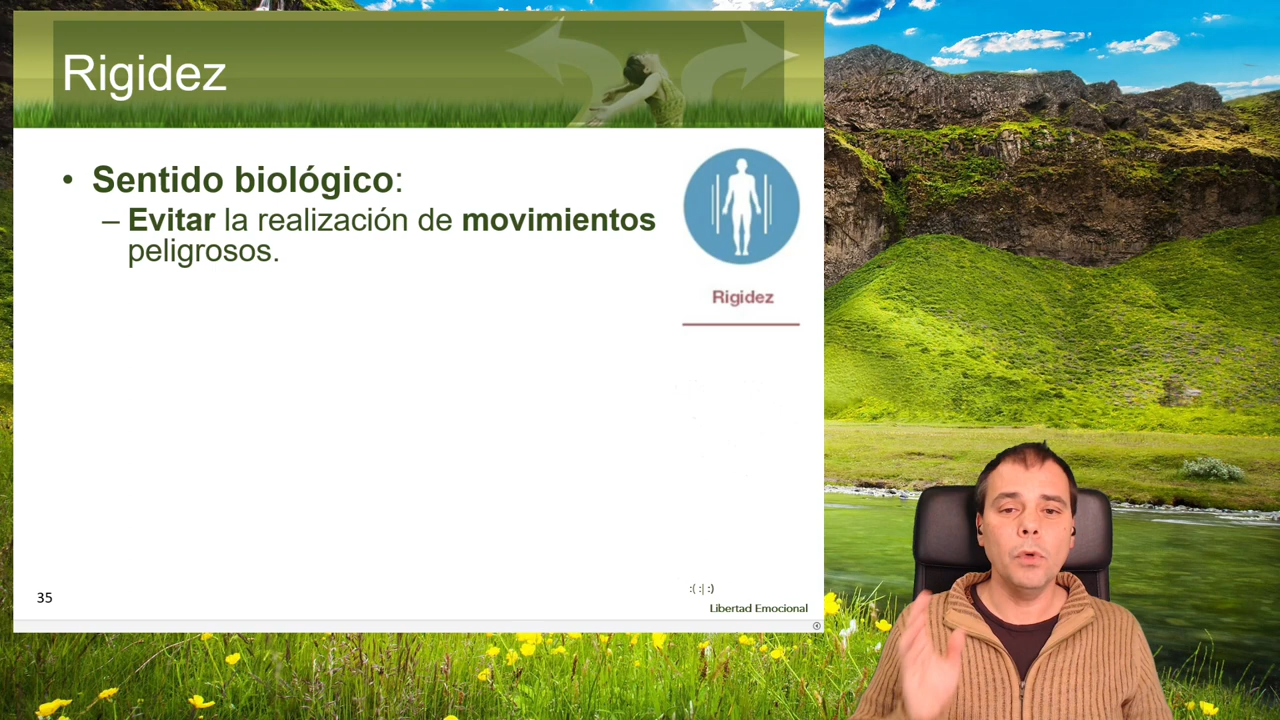 Rigidez
• Sentido biológico:
– Evitar la realización de movimientos
peligrosos.
Rigidez
35
:( :| :)
Libertad Emocional